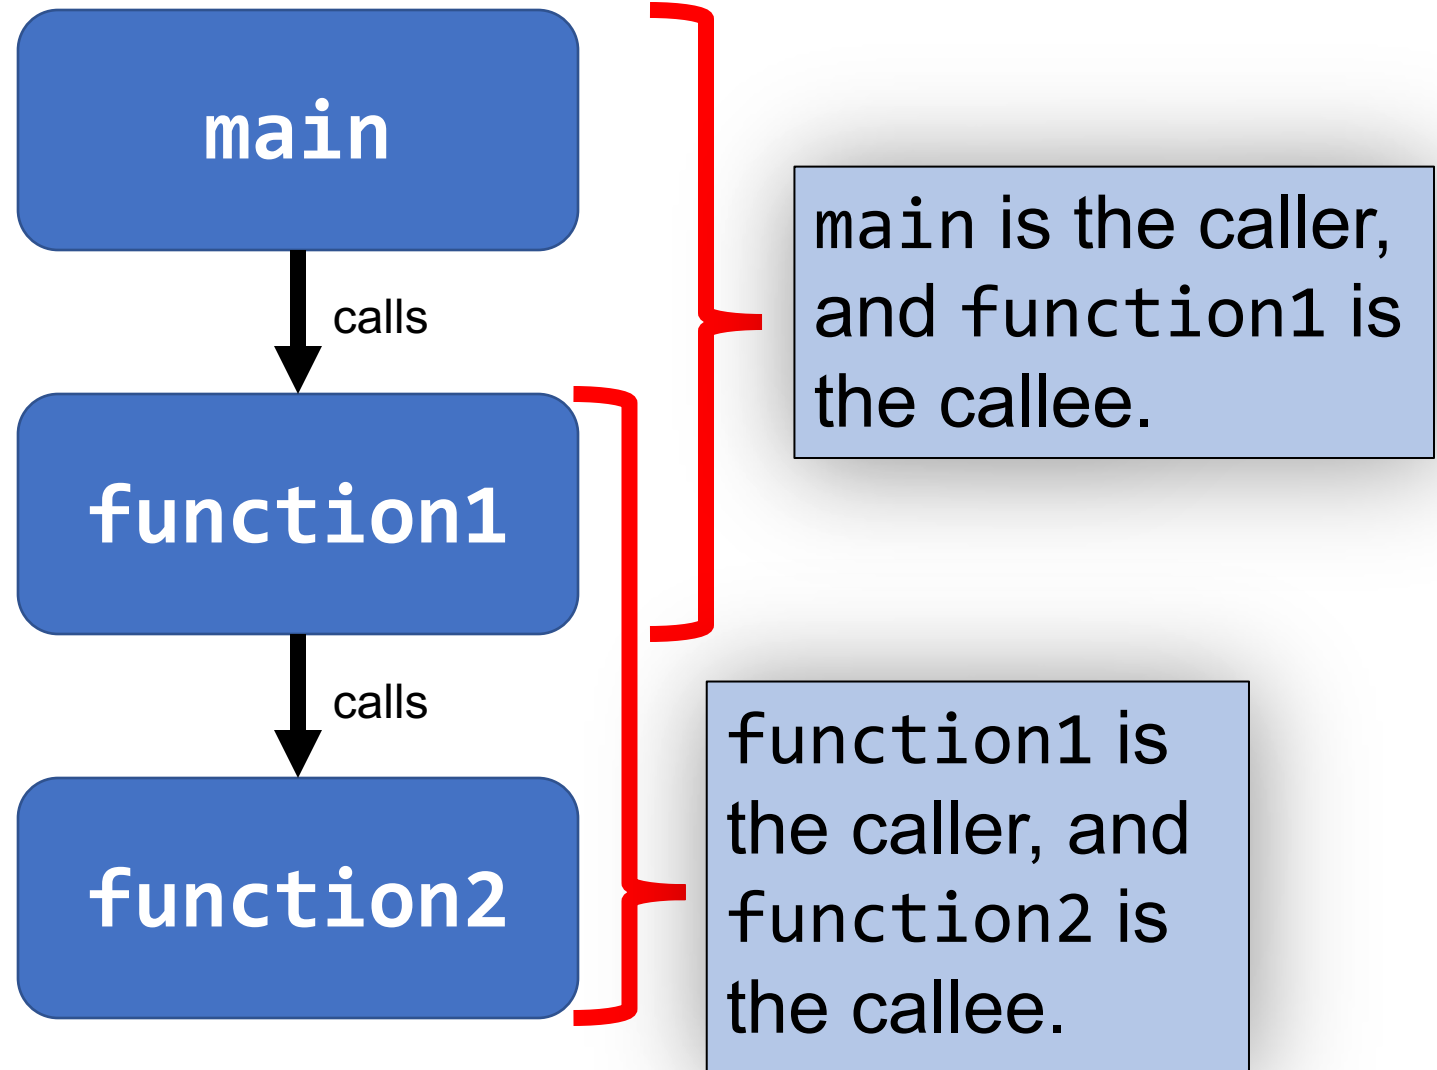 main
calls
function1
calls
function2
main is the caller,
and function1 is
the callee.
function1 is
the caller, and
function2 is
the callee.